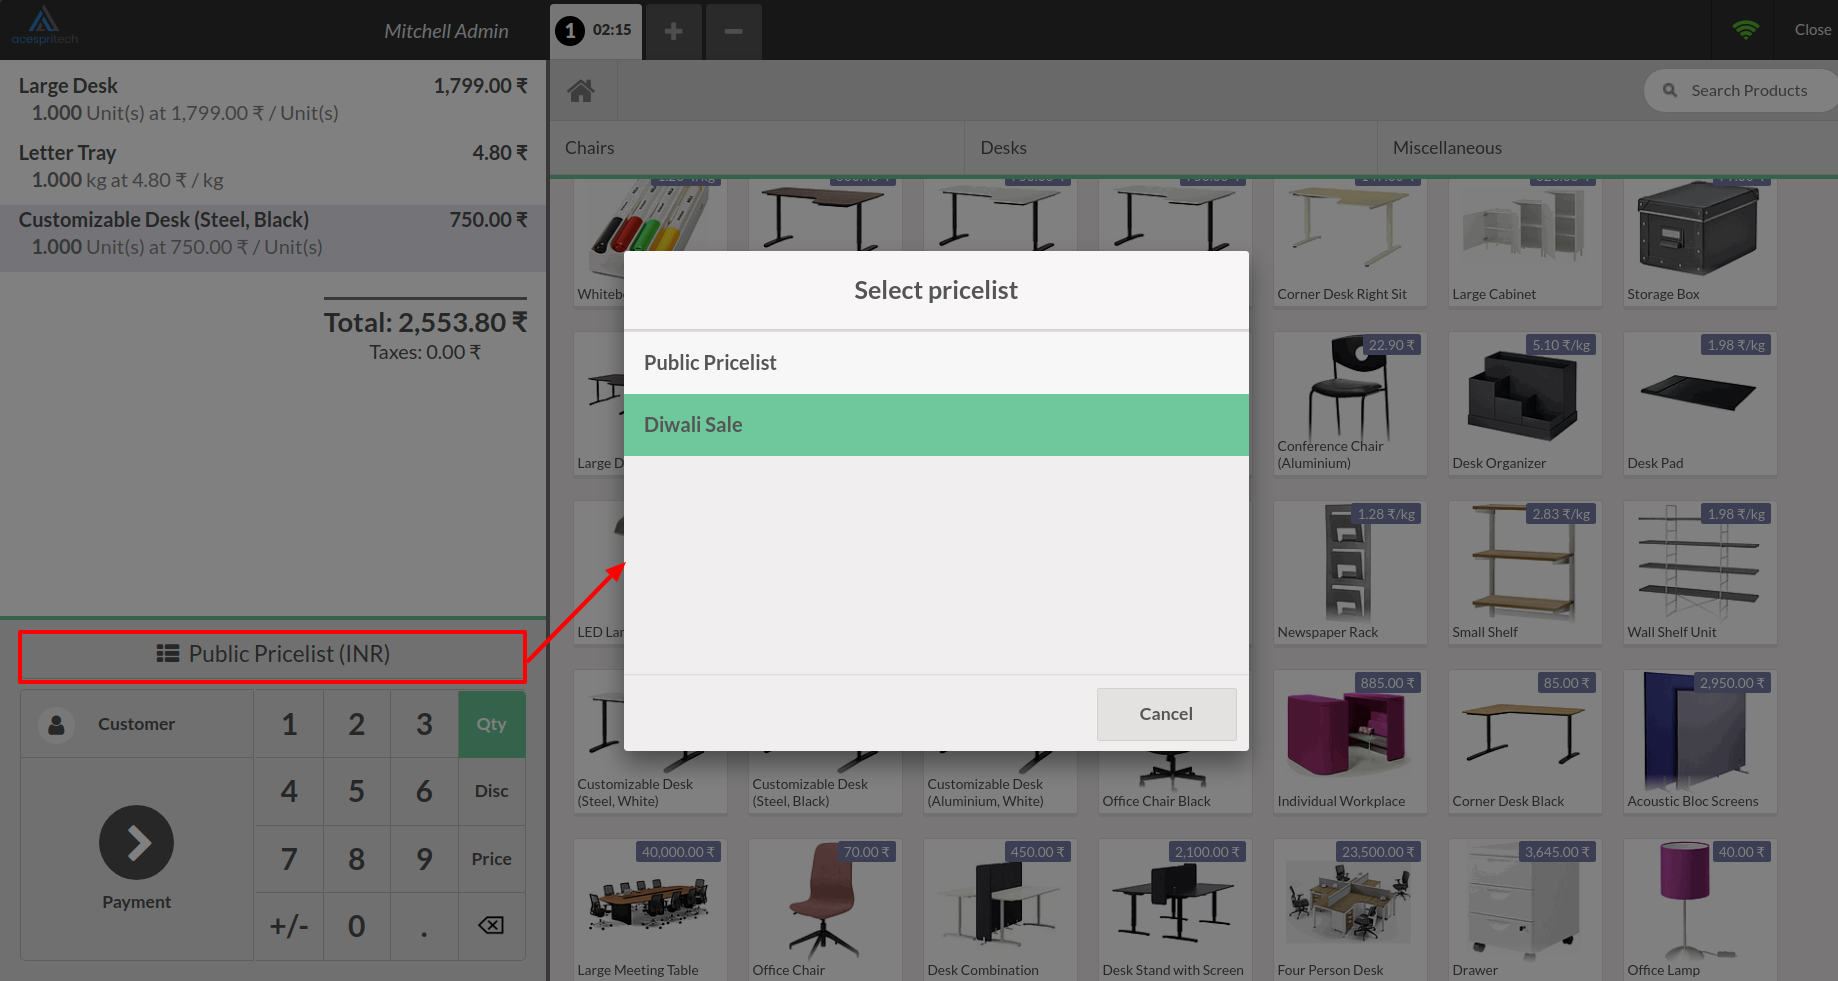 acespritech
Mitchell Admin
1 02:15
Close
Large Desk 1,799.00 ₹
1.000 Unit(s) at 1,799.00 ₹ / Unit(s)
Letter Tray 4.80 ₹
1.000 kg at 4.80 ₹ / kg
Customizable Desk (Steel, Black) 750.00 ₹
1.000 Unit(s) at 750.00 ₹ / Unit(s)
Total: 2,553.80 ₹
Taxes: 0.00 ₹
Public Pricelist (INR)
Customer
1 2 3 Qty
4 5 6 Disc
7 8 9 Price
+/- 0 .
Payment
Search Products
Chairs Desks Miscellaneous
Corner Desk Right Sit
Large Cabinet
Storage Box
Select pricelist
Public Pricelist
Diwali Sale
Cancel
22.90 ₹
Conference Chair
(Aluminium)
5.10 ₹/kg
Desk Organizer
1.98 ₹/kg
Desk Pad
1.28 ₹/kg
Newspaper Rack
2.83 ₹/kg
Small Shelf
1.98 ₹/kg
Wall Shelf Unit
Customizable Desk
(Steel, White)
Customizable Desk
(Steel, Black)
Customizable Desk
(Aluminium, White)
Office Chair Black
885.00 ₹
Individual Workplace
85.00 ₹
Corner Desk Black
2,950.00 ₹
Acoustic Bloc Screens
40,000.00 ₹
Large Meeting Table
70.00 ₹
Office Chair
450.00 ₹
Desk Combination
2,100.00 ₹
Desk Stand with Screen
23,500.00 ₹
Four Person Desk
3,645.00 ₹
Drawer
40.00 ₹
Office Lamp